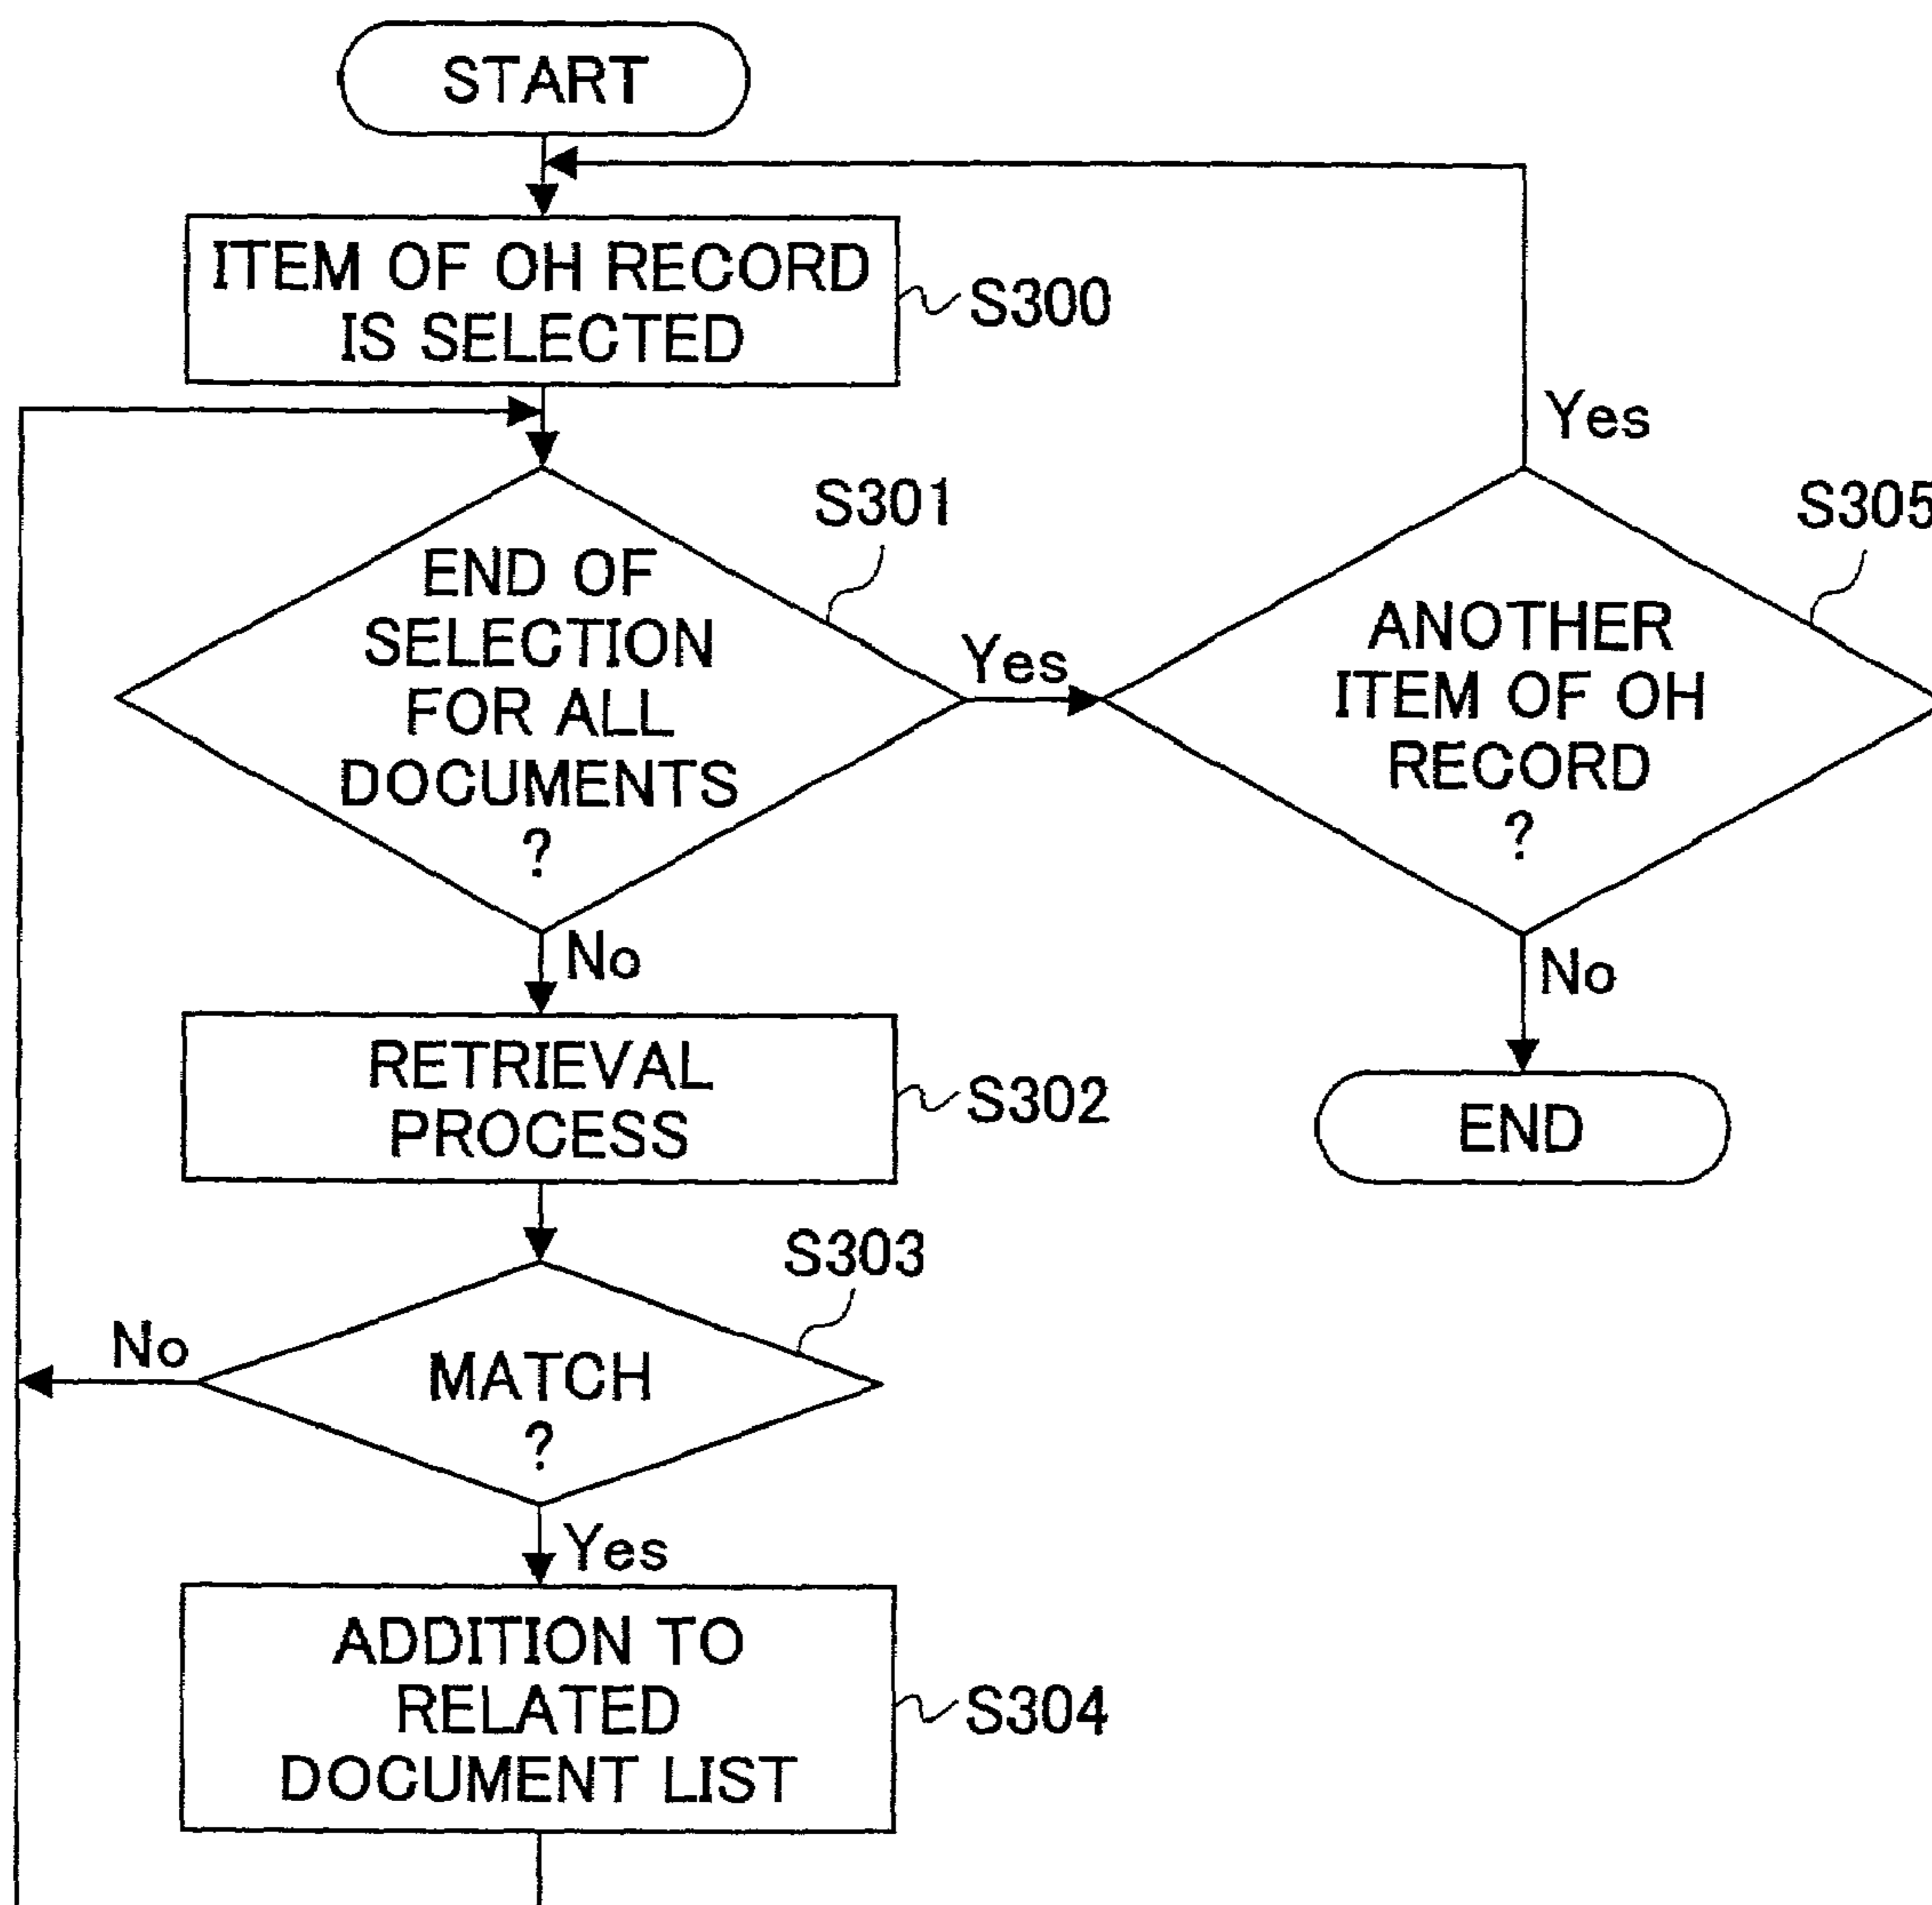 START
ITEM OF OH RECORD
IS SELECTED
S300
S301
END OF
SELECTION
FOR ALL
DOCUMENTS
?
Yes
No
Yes
S305
ANOTHER
ITEM OF OH
RECORD
?
No
END
RETRIEVAL
PROCESS
S302
S303
MATCH
?
No
Yes
ADDITION TO
RELATED
DOCUMENT LIST
S304